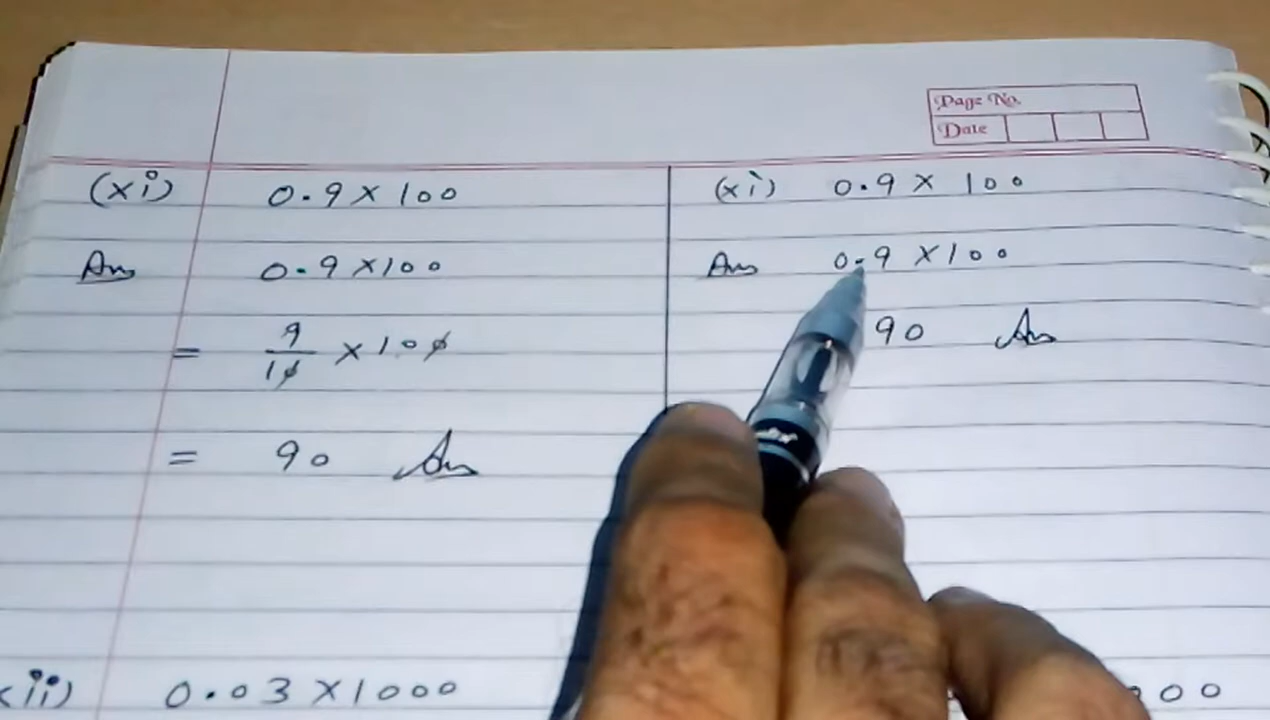 Page No.
Date
(xi) 0.9 × 100
Ans 0.9 × 100
= 9/10 × 100
= 90 Ans
(xi) 0.9 × 100
Ans 0.9 × 100
90 Ans
xii) 0.03 × 1000
00